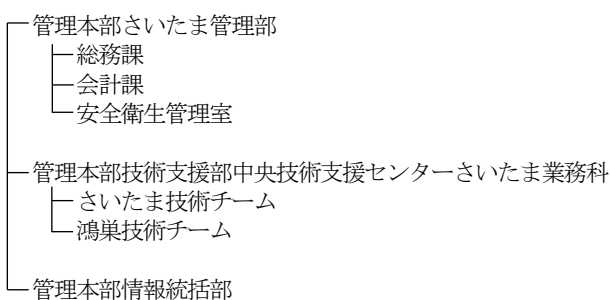 管理本部さいたま管理部
総務課
会計課
安全衛生管理室
管理本部技術支援部中央技術支援センターさいたま業務科
さいたま技術チーム
鴻巣技術チーム
管理本部情報統括部